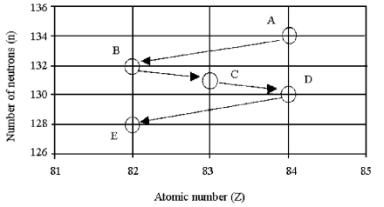 Number of neutrons (n)
136
134
132
130
128
126
A
B
C
D
E
81
82
83
84
85
Atomic number (Z)